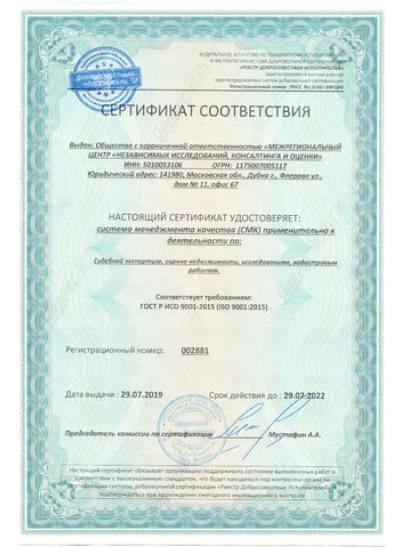 ФЕДЕРАЛЬНОЕ АГЕНТСТВО ПО ТЕХНИЧЕСКОМУ
И МЕТРОЛОГИИ СИСТЕМА ДОБРОВОЛЬНОЙ
«РЕЕСТР ДОБРОСОВЕСТНЫХ ИСПОЛНИТЕЛЕЙ»
Регистрационный номер РОСС
ДОБРОСОВЕСТНЫЙ
ИСПОЛНИТЕЛЬ
СЕРТИФИКАТ СООТВЕТСТВИЯ
Выдан: Общество с ограниченной ответственностью «МЕЖРЕГИОНАЛЬНЫЙ
ЦЕНТР «НЕЗАВИСИМЫХ ИССЛЕДОВАНИЙ, КОНСАЛТИНГА И ОЦЕНКИ»
ИНН: 5010053106 ОГРН: 1175007005117
Юридический адрес: 141980, Московская обл., Дубна г., Флерова ул.,
дом № 11, офис 67
НАСТОЯЩИЙ СЕРТИФИКАТ УДОСТОВЕРЯЕТ:
система менеджмента качества (СМК) применительно к
деятельности по:
Судебной экспертизе, оценке недвижимости, исследованиям, кадастровым
работам.
Соответствует требованиям:
ГОСТ Р ИСО 9001-2015 (ISO 9001:2015)
Регистрационный номер: 002881
Дата выдачи : 29.07.2019 Срок действия до : 29.07.2022
Председатель комиссии по сертификации Мустафин А.А.
Настоящий сертификат обязывает организацию поддерживать состояние выполняемых работ в
соответствии с вышеуказанным стандартом, что будет находиться под контролем органа по
сертификации системы добровольной сертификации «Реестр Добросовестных Исполнителей» и
подтверждаться при прохождении ежегодного инспекционного контроля